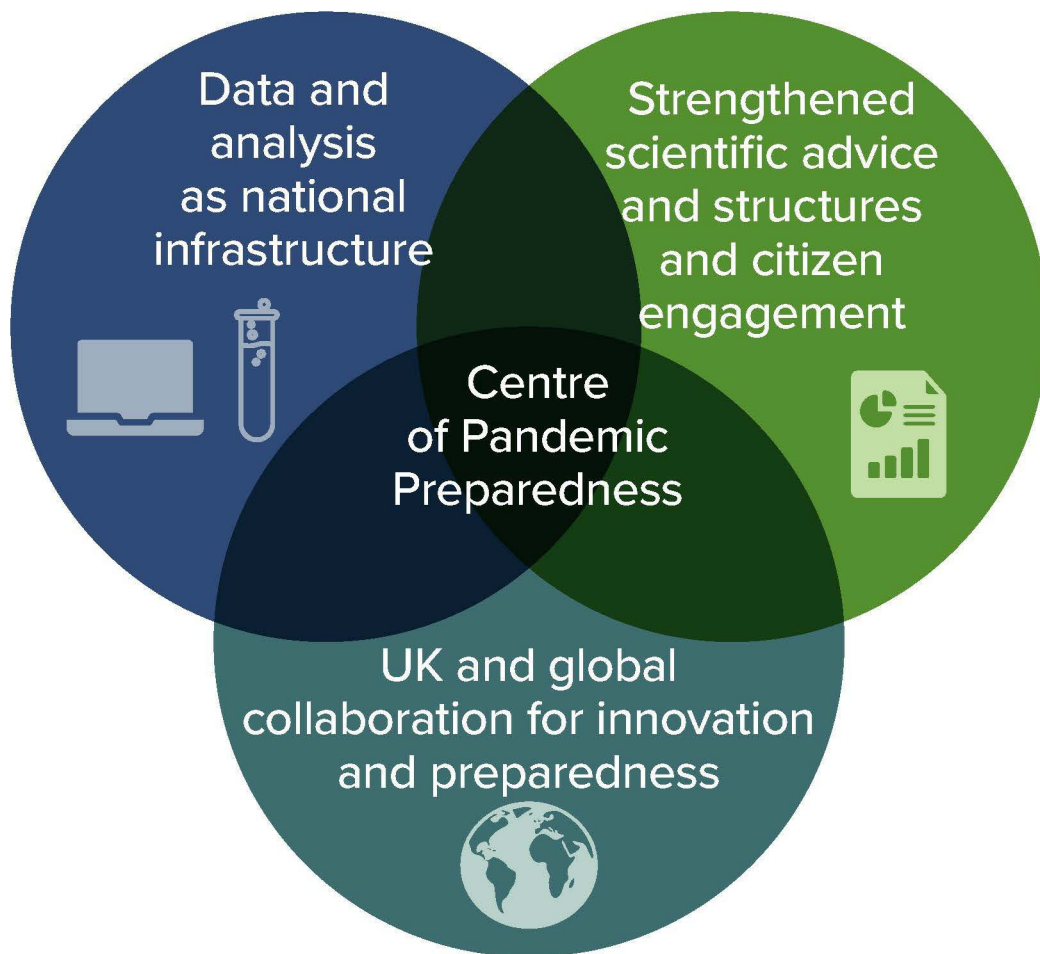 Data and
analysis
as national
infrastructure
Strengthened
scientific advice
and structures
and citizen
engagement
Centre
of Pandemic
Preparedness
UK and global
collaboration for innovation
and preparedness